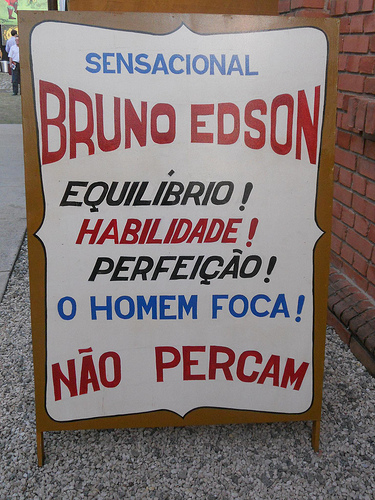 SENSACIONAL
BRUNO EDSON
EQUILÍBRIO!
HABILIDADE!
PERFEIÇÃO!
O HOMEM FOCA!
NÃO PERCAM